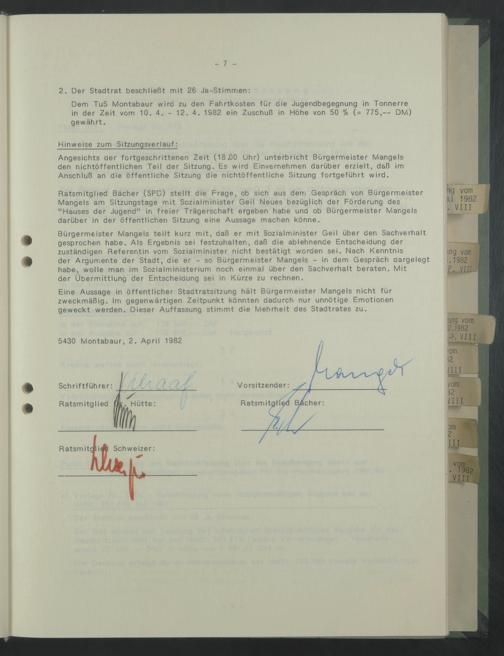 - 7 -
2. Der Stadtrat beschließt mit 26 Ja-Stimmen:
Dem TuS Montabaur wird zu den Fahrtkosten für die Jugendbegegnung in Tonnerre
in der Zeit vom 10. 4. - 12. 4. 1982 ein Zuschuß in Höhe von 50 % (= 775,-- DM)
gewährt.
Hinweise zum Sitzungsverlauf:
Angesichts der fortgeschrittenen Zeit (18.00 Uhr) unterbricht Bürgermeister Mangels
den nichtöffentlichen Teil der Sitzung. Es wird Einvernehmen darüber erzielt, daß im
Anschluß an die öffentliche Sitzung die nichtöffentliche Sitzung fortgeführt wird.
Ratsmitglied Bächer (SPD) stellt die Frage, ob sich aus dem Gespräch von Bürgermeister
Mangels am Sitzungstage mit Sozialminister Geil Neues bezüglich der Förderung des
"Hauses der Jugend" in freier Trägerschaft ergeben habe und ob Bürgermeister Mangels
darüber in der öffentlichen Sitzung eine Aussage machen könne.
Bürgermeister Mangels teilt kurz mit, daß er mit Sozialminister Geil über den Sachverhalt
gesprochen habe. Als Ergebnis sei festzuhalten, daß die ablehnende Entscheidung der
zuständigen Referentin vom Sozialminister nicht bestätigt worden sei. Nach Kenntnis
der Argumente der Stadt, die er - so Bürgermeister Mangels - in dem Gespräch dargelegt
habe, wolle man im Sozialministerium noch einmal über den Sachverhalt beraten. Mit
der Übermittlung der Entscheidung sei in Kürze zu rechnen.
Eine Aussage in öffentlicher Stadtratsitzung hält Bürgermeister Mangels nicht für
zweckmäßig. Im gegenwärtigen Zeitpunkt könnten dadurch nur unnötige Emotionen
geweckt werden. Dieser Auffassung stimmt die Mehrheit des Stadtrates zu.
5430 Montabaur, 2. April 1982
Schriftführer: Vorsitzender:
Ratsmitglied Hütte: Ratsmitglied Bächer:
Ratsmitglied Schweizer:
vom
1982
VIII